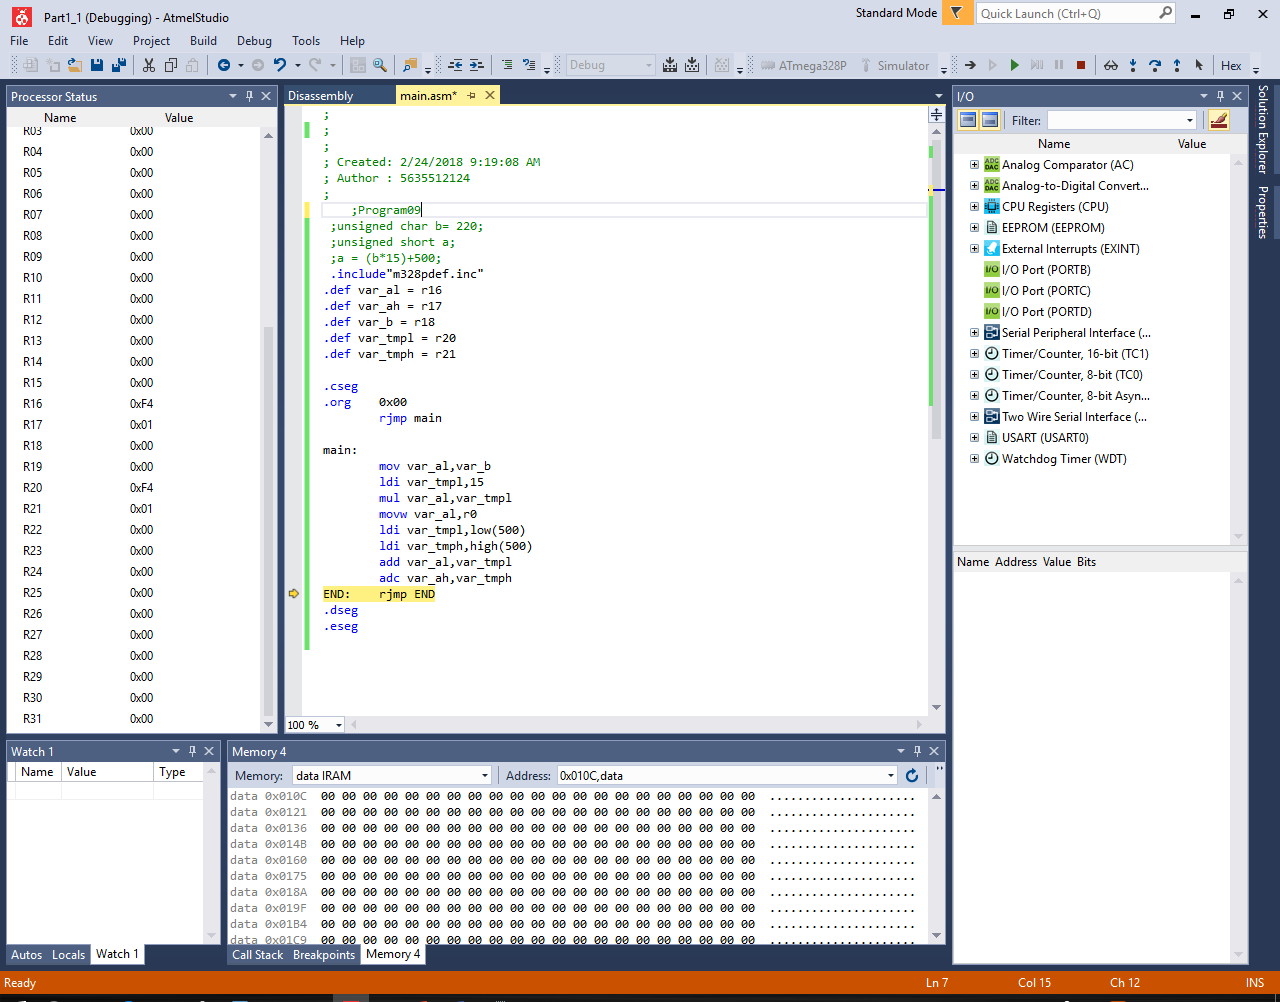 Part1_1 (Debugging) - AtmelStudio
Standard Mode
Quick Launch (Ctrl+Q)
File Edit View Project Build Debug Tools Help
Debug ATmega328P Simulator Hex
Processor Status
Name Value
R03 0x00
R04 0x00
R05 0x00
R06 0x00
R07 0x00
R08 0x00
R09 0x00
R10 0x00
R11 0x00
R12 0x00
R13 0x00
R14 0x00
R15 0x00
R16 0xF4
R17 0x01
R18 0x00
R19 0x00
R20 0xF4
R21 0x01
R22 0x00
R23 0x00
R24 0x00
R25 0x00
R26 0x00
R27 0x00
R28 0x00
R29 0x00
R30 0x00
R31 0x00
Disassembly main.asm*
;
;
;
; Created: 2/24/2018 9:19:08 AM
; Author : 5635512124
;
;Program09
;unsigned char b= 220;
;unsigned short a;
;a = (b*15)+500;
.include"m328pdef.inc"
.def var_al = r16
.def var_ah = r17
.def var_b = r18
.def var_tmpl = r20
.def var_tmph = r21
.cseg
.org 0x00
rjmp main
main:
mov var_al,var_b
ldi var_tmpl,15
mul var_al,var_tmpl
movw var_al,r0
ldi var_tmpl,low(500)
ldi var_tmph,high(500)
add var_al,var_tmpl
adc var_ah,var_tmph
END: rjmp END
.dseg
.eseg
100 %
I/O
Filter:
Name Value
Analog Comparator (AC)
Analog-to-Digital Convert...
CPU Registers (CPU)
EEPROM (EEPROM)
External Interrupts (EXINT)
I/O Port (PORTB)
I/O Port (PORTC)
I/O Port (PORTD)
Serial Peripheral Interface (...
Timer/Counter, 16-bit (TC1)
Timer/Counter, 8-bit (TC0)
Timer/Counter, 8-bit Asyn...
Two Wire Serial Interface (...
USART (USART0)
Watchdog Timer (WDT)
Name Address Value Bits
Solution Explorer
Properties
Watch 1
Name Value Type
Autos Locals Watch 1
Memory 4
Memory: data IRAM Address: 0x010C,data
data 0x010C 00 00 00 00 00 00 00 00 00 00 00 00 00 00 00 00 00 00 00 00 00 .....................
data 0x0121 00 00 00 00 00 00 00 00 00 00 00 00 00 00 00 00 00 00 00 00 00 .....................
data 0x0136 00 00 00 00 00 00 00 00 00 00 00 00 00 00 00 00 00 00 00 00 00 .....................
data 0x014B 00 00 00 00 00 00 00 00 00 00 00 00 00 00 00 00 00 00 00 00 00 .....................
data 0x0160 00 00 00 00 00 00 00 00 00 00 00 00 00 00 00 00 00 00 00 00 00 .....................
data 0x0175 00 00 00 00 00 00 00 00 00 00 00 00 00 00 00 00 00 00 00 00 00 .....................
data 0x018A 00 00 00 00 00 00 00 00 00 00 00 00 00 00 00 00 00 00 00 00 00 .....................
data 0x019F 00 00 00 00 00 00 00 00 00 00 00 00 00 00 00 00 00 00 00 00 00 .....................
data 0x01B4 00 00 00 00 00 00 00 00 00 00 00 00 00 00 00 00 00 00 00 00 00 .....................
data 0x01C9 00 00 00 00 00 00 00 00 00 00 00 00 00 00 00 00 00 00 00 00 00 .....................
Call Stack Breakpoints Memory 4
Ready Ln 7 Col 15 Ch 12 INS